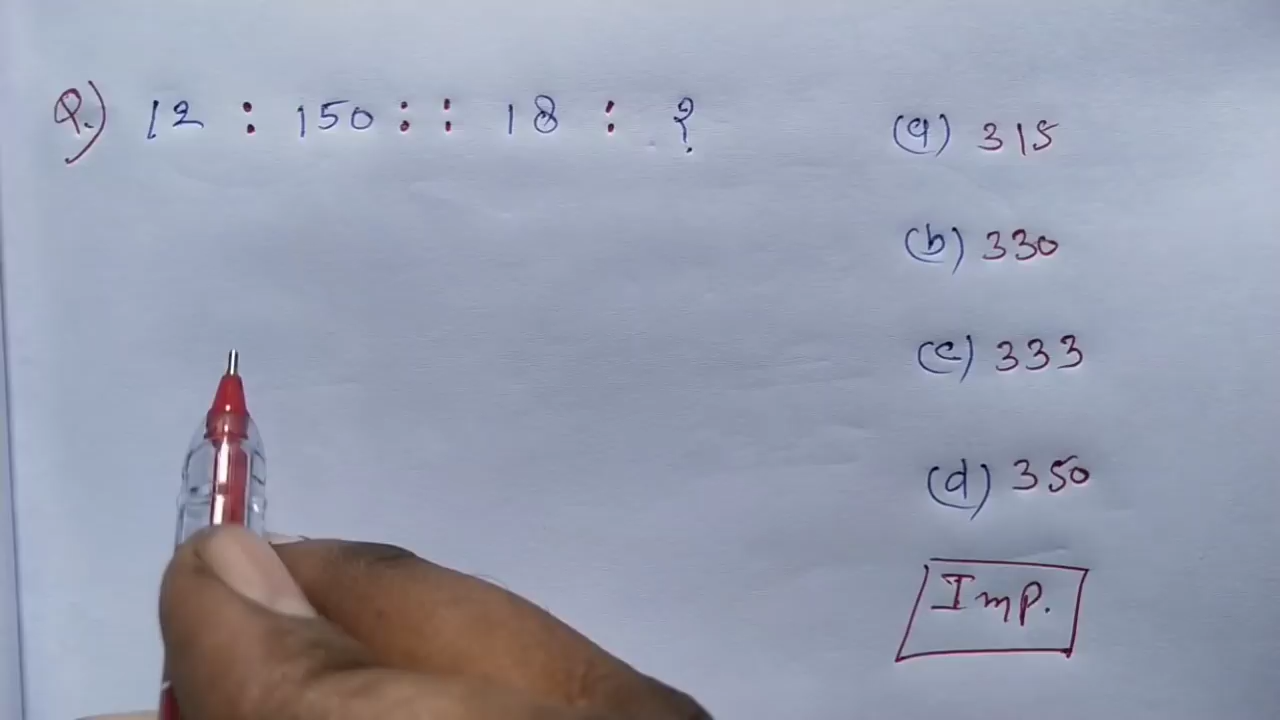 Q.) 12 : 150 : : 18 : ?
(a) 315
(b) 330
(c) 333
(d) 350
Imp.